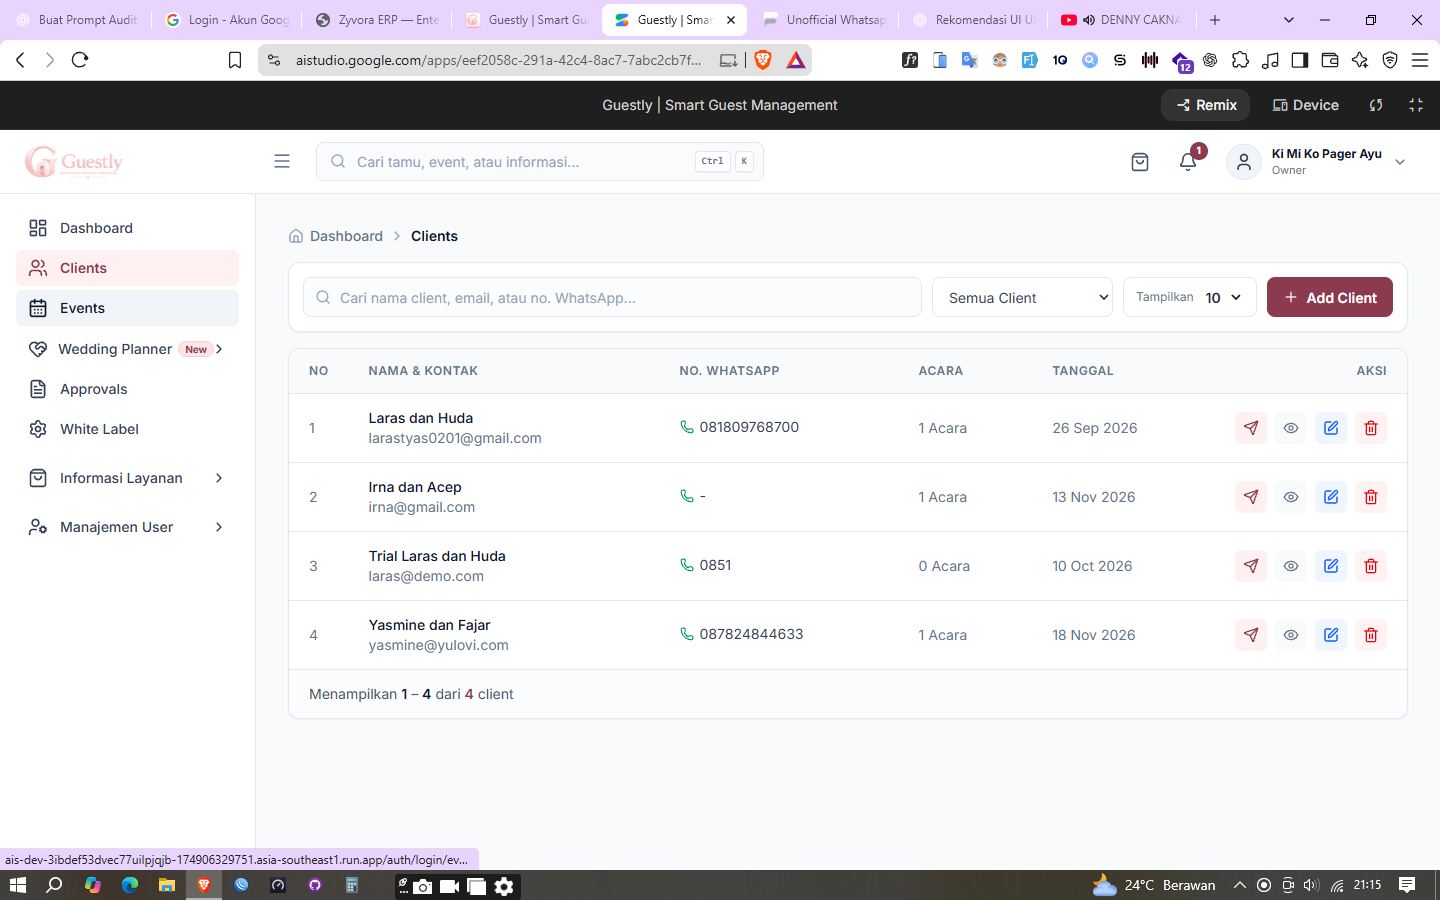 Buat Prompt Audit
Login - Akun Goog
Zyvora ERP — Ente
Guestly | Smart Gu
Guestly | Smar
Unofficial Whatsap
Rekomendasi UI U
DENNY CAKNA
aistudio.google.com/apps/eef2058c-291a-42c4-8ac7-7abc2cb7f...
12
Guestly | Smart Guest Management
Remix
Device
Guestly
Cari tamu, event, atau informasi...
Ctrl
K
1
Ki Mi Ko Pager Ayu
Owner
Dashboard
Clients
Events
Wedding Planner New
Approvals
White Label
Informasi Layanan
Manajemen User
Dashboard > Clients
Cari nama client, email, atau no. WhatsApp...
Semua Client
Tampilkan 10
+ Add Client
NO NAMA & KONTAK NO. WHATSAPP ACARA TANGGAL AKSI
1 Laras dan Huda 081809768700 1 Acara 26 Sep 2026
larastyas0201@gmail.com
2 Irna dan Acep - 1 Acara 13 Nov 2026
irna@gmail.com
3 Trial Laras dan Huda 0851 0 Acara 10 Oct 2026
laras@demo.com
4 Yasmine dan Fajar 087824844633 1 Acara 18 Nov 2026
yasmine@yulovi.com
Menampilkan 1 – 4 dari 4 client
ais-dev-3ibdef53dvec77uilpjqjb-174906329751.asia-southeast1.run.app/auth/login/ev...
24°C Berawan
21:15